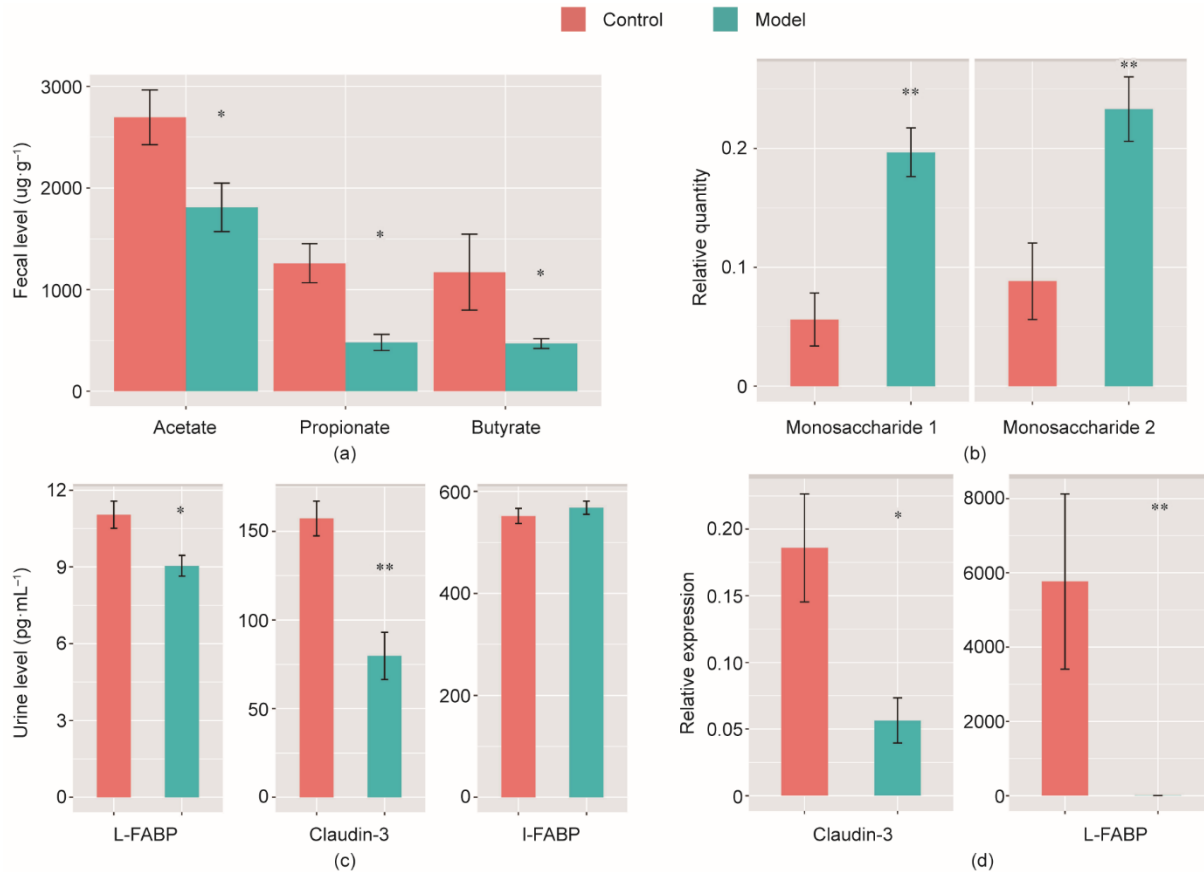 Control Model
3000
2000
1000
0
Fecal level (ug·g⁻¹)
*
*
*
Acetate Propionate Butyrate
(a)
0.2
0.1
0
Relative quantity
**
**
Monosaccharide 1 Monosaccharide 2
(b)
12
9
6
3
0
Urine level (pg·mL⁻¹)
*
L-FABP
150
100
50
0
**
Claudin-3
600
400
200
0
I-FABP
(c)
0.20
0.15
0.10
0.05
0
Relative expression
*
Claudin-3
8000
6000
4000
2000
0
**
L-FABP
(d)